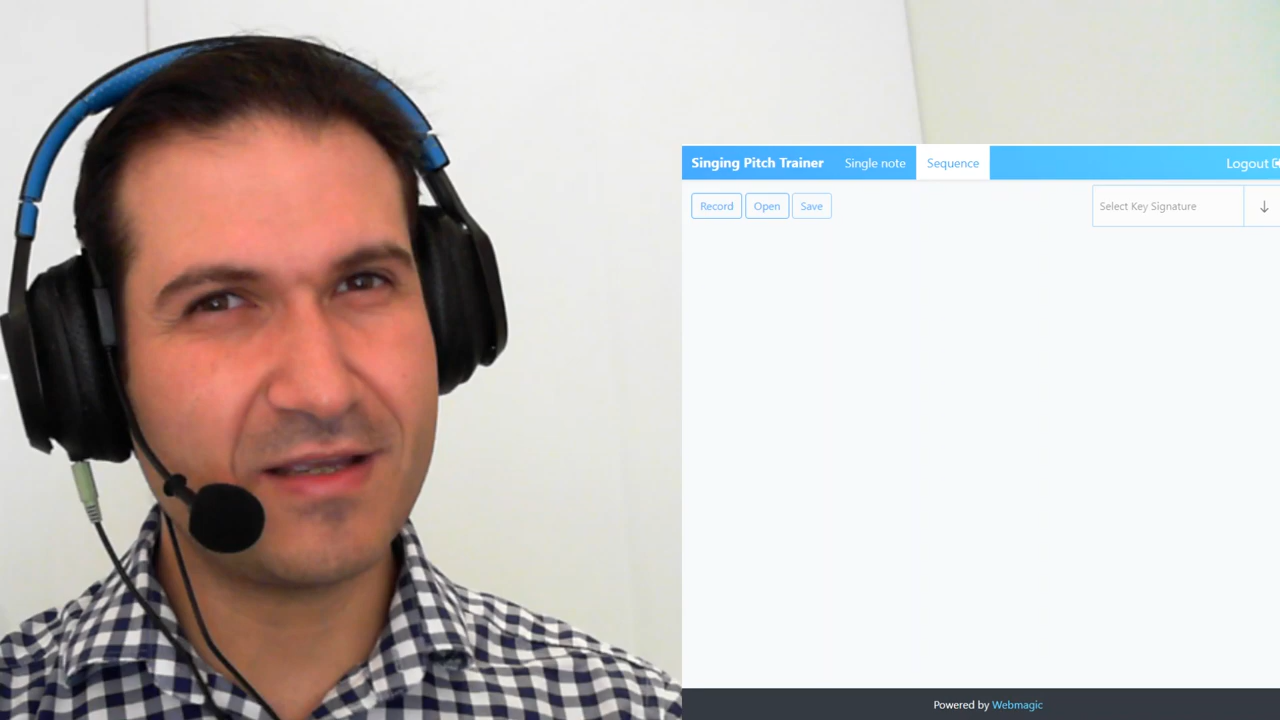 Singing Pitch Trainer Single note Sequence Logout
Record Open Save Select Key Signature
Powered by Webmagic